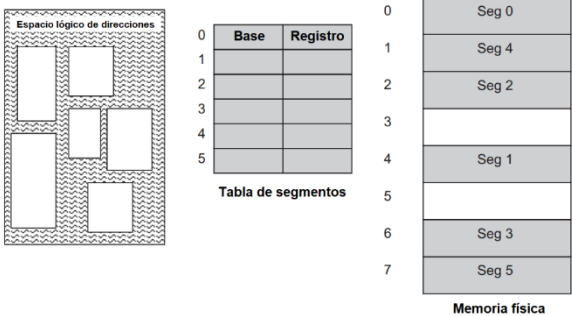 Espacio lógico de direcciones
0
Base Registro
1
2
3
4
5
Tabla de segmentos
0 Seg 0
1 Seg 4
2 Seg 2
3
4 Seg 1
5
6 Seg 3
7 Seg 5
Memoria física